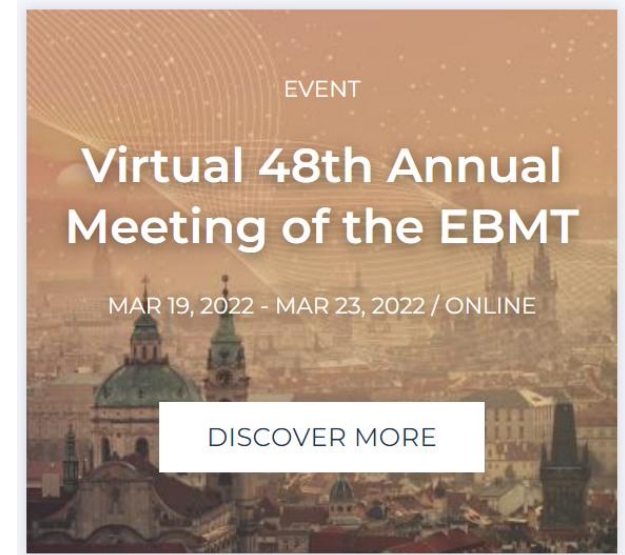 EVENT
Virtual 48th Annual
Meeting of the EBMT
MAR 19, 2022 - MAR 23, 2022 / ONLINE
DISCOVER MORE